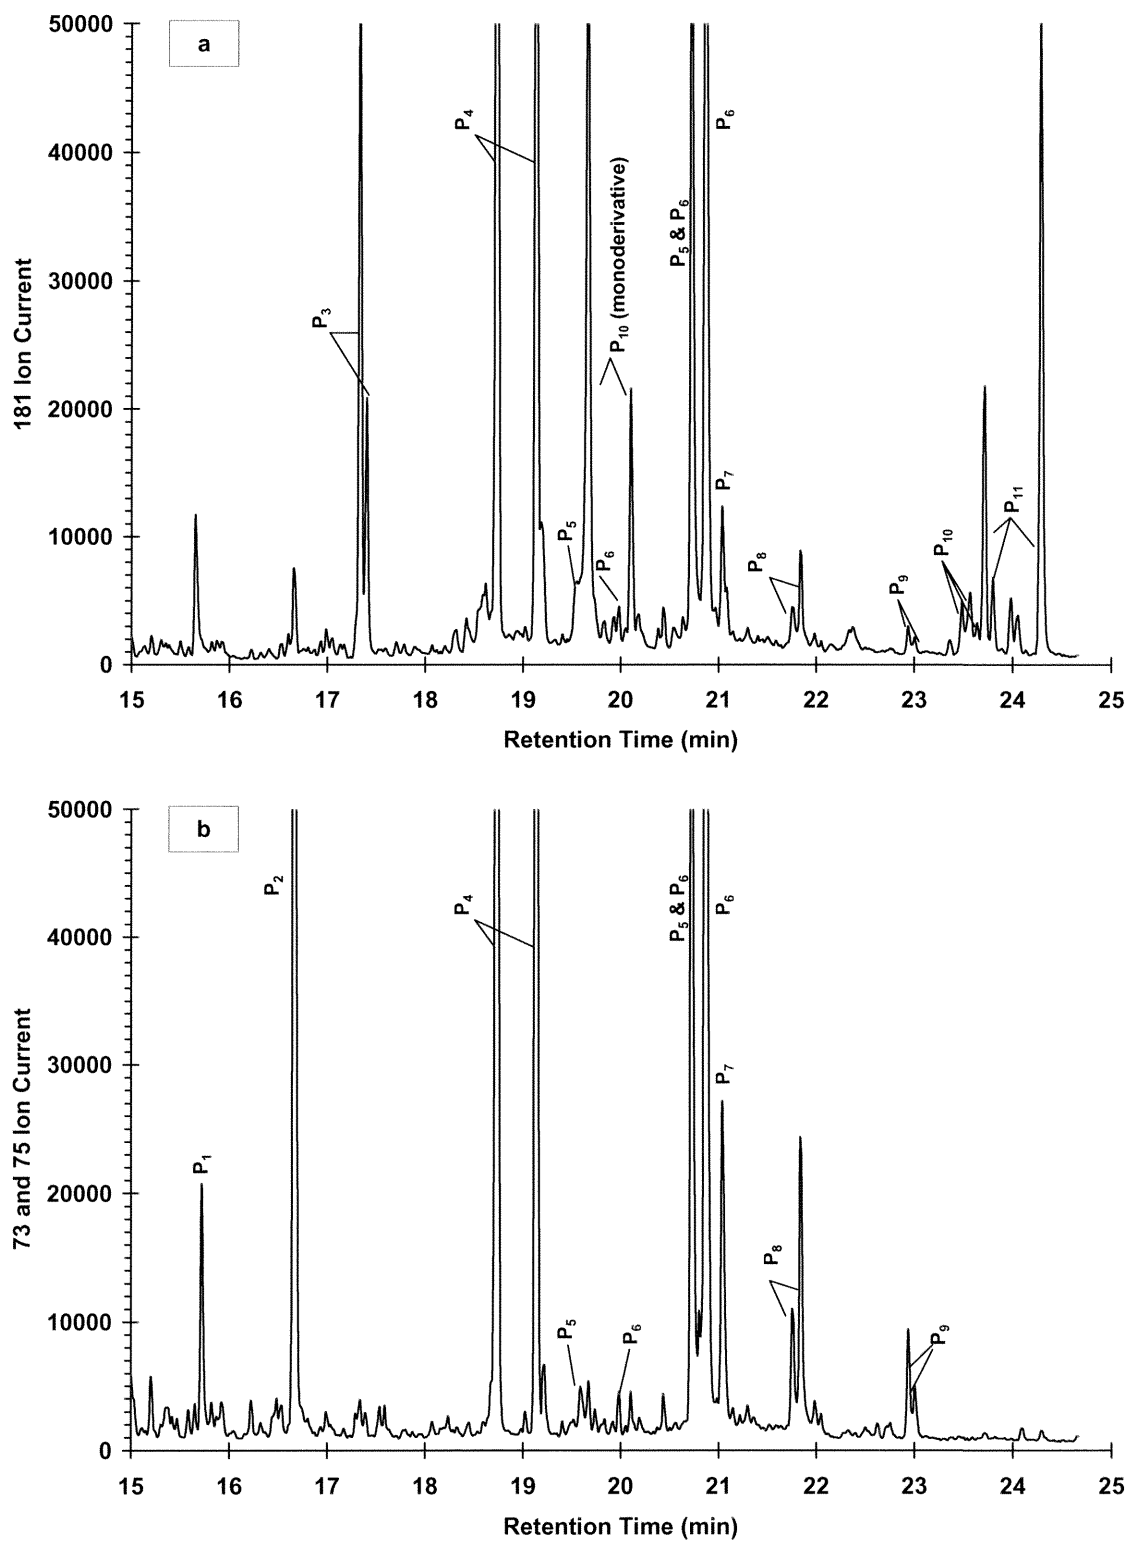 a
181 Ion Current
50000
40000
30000
20000
10000
0
P3
P4
P5
P6
P10 (monoderivative)
P5 & P6
P6
P7
P8
P9
P10
P11
15 16 17 18 19 20 21 22 23 24 25
Retention Time (min)
b
73 and 75 Ion Current
50000
40000
30000
20000
10000
0
P1
P2
P4
P5
P6
P5 & P6
P6
P7
P8
P9
15 16 17 18 19 20 21 22 23 24 25
Retention Time (min)